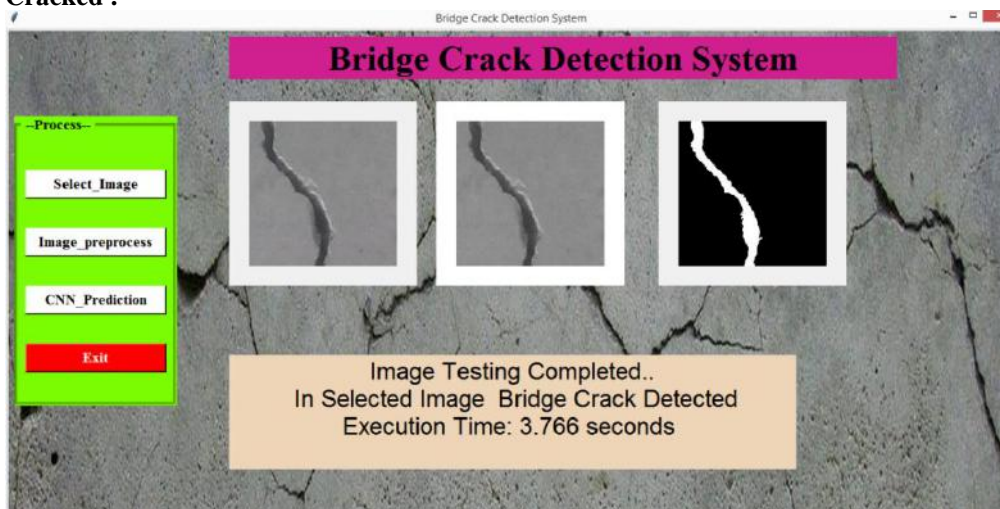 Cracked :
Bridge Crack Detection System
Bridge Crack Detection System
--Process--
Select_Image
Image_preprocess
CNN_Prediction
Exit
Image Testing Completed..
In Selected Image Bridge Crack Detected
Execution Time: 3.766 seconds